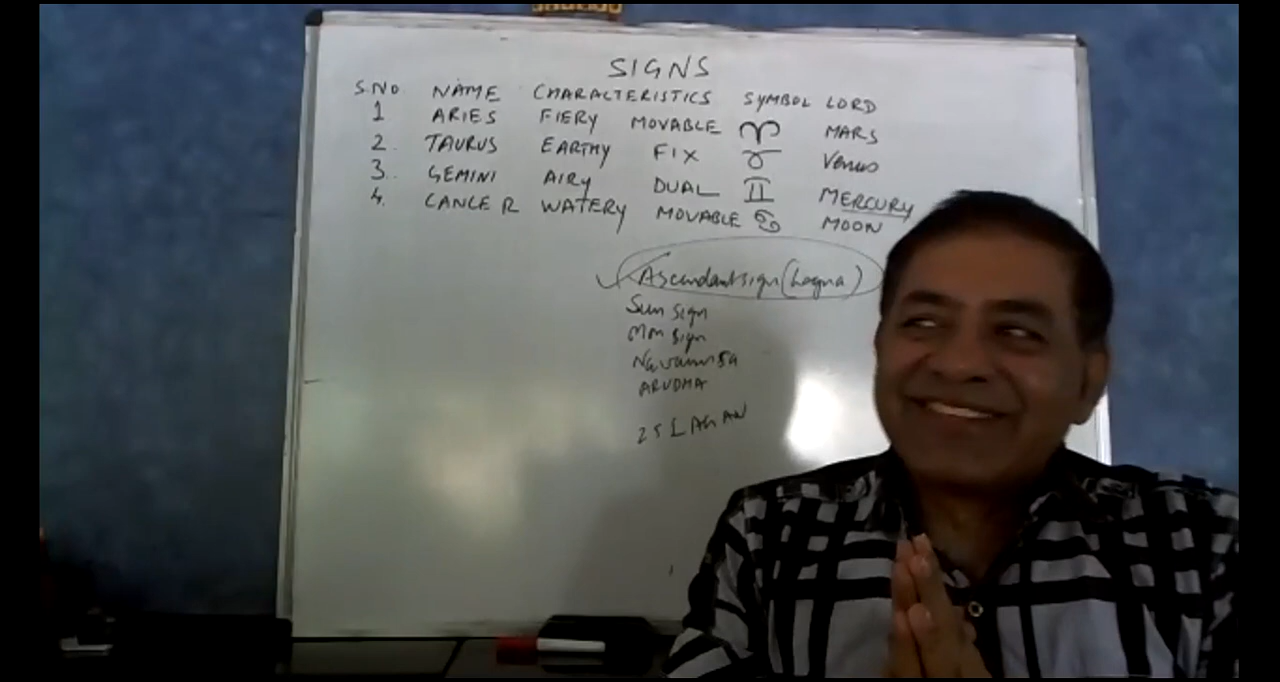 SIGNS
S.NO NAME CHARACTERISTICS SYMBOL LORD
1 ARIES FIERY MOVABLE ♈ MARS
2. TAURUS EARTHY FIX ♉ Venus
3. GEMINI AIRY DUAL ♊ MERCURY
4. CANCER WATERY MOVABLE ♋ MOON
Ascendant sign (Lagna)
Sun sign
Mn sign
Navamsa
ARUDHA
25 LAGAN